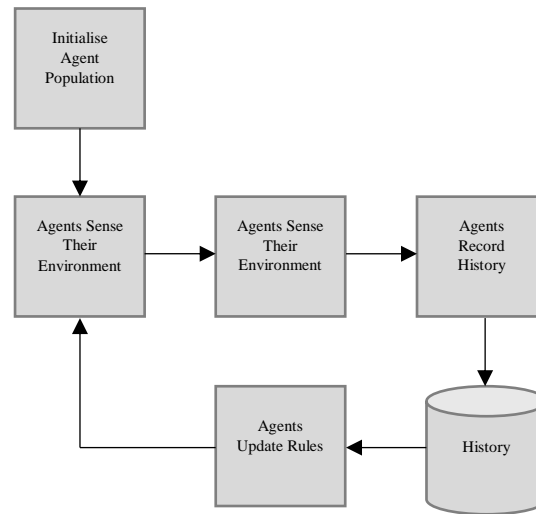 Initialise
Agent
Population
Agents Sense
Their
Environment
Agents Sense
Their
Environment
Agents
Record
History
Agents
Update Rules
History